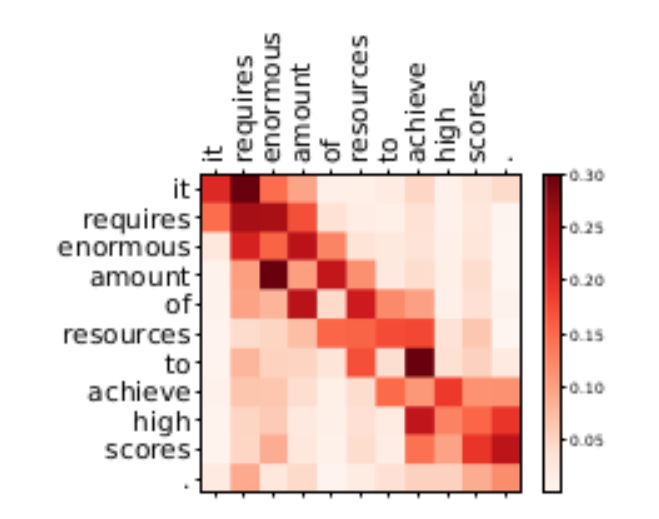 it requires enormous amount of resources to achieve high scores .
it
requires
enormous
amount
of
resources
to
achieve
high
scores
.
0.30
0.25
0.20
0.15
0.10
0.05